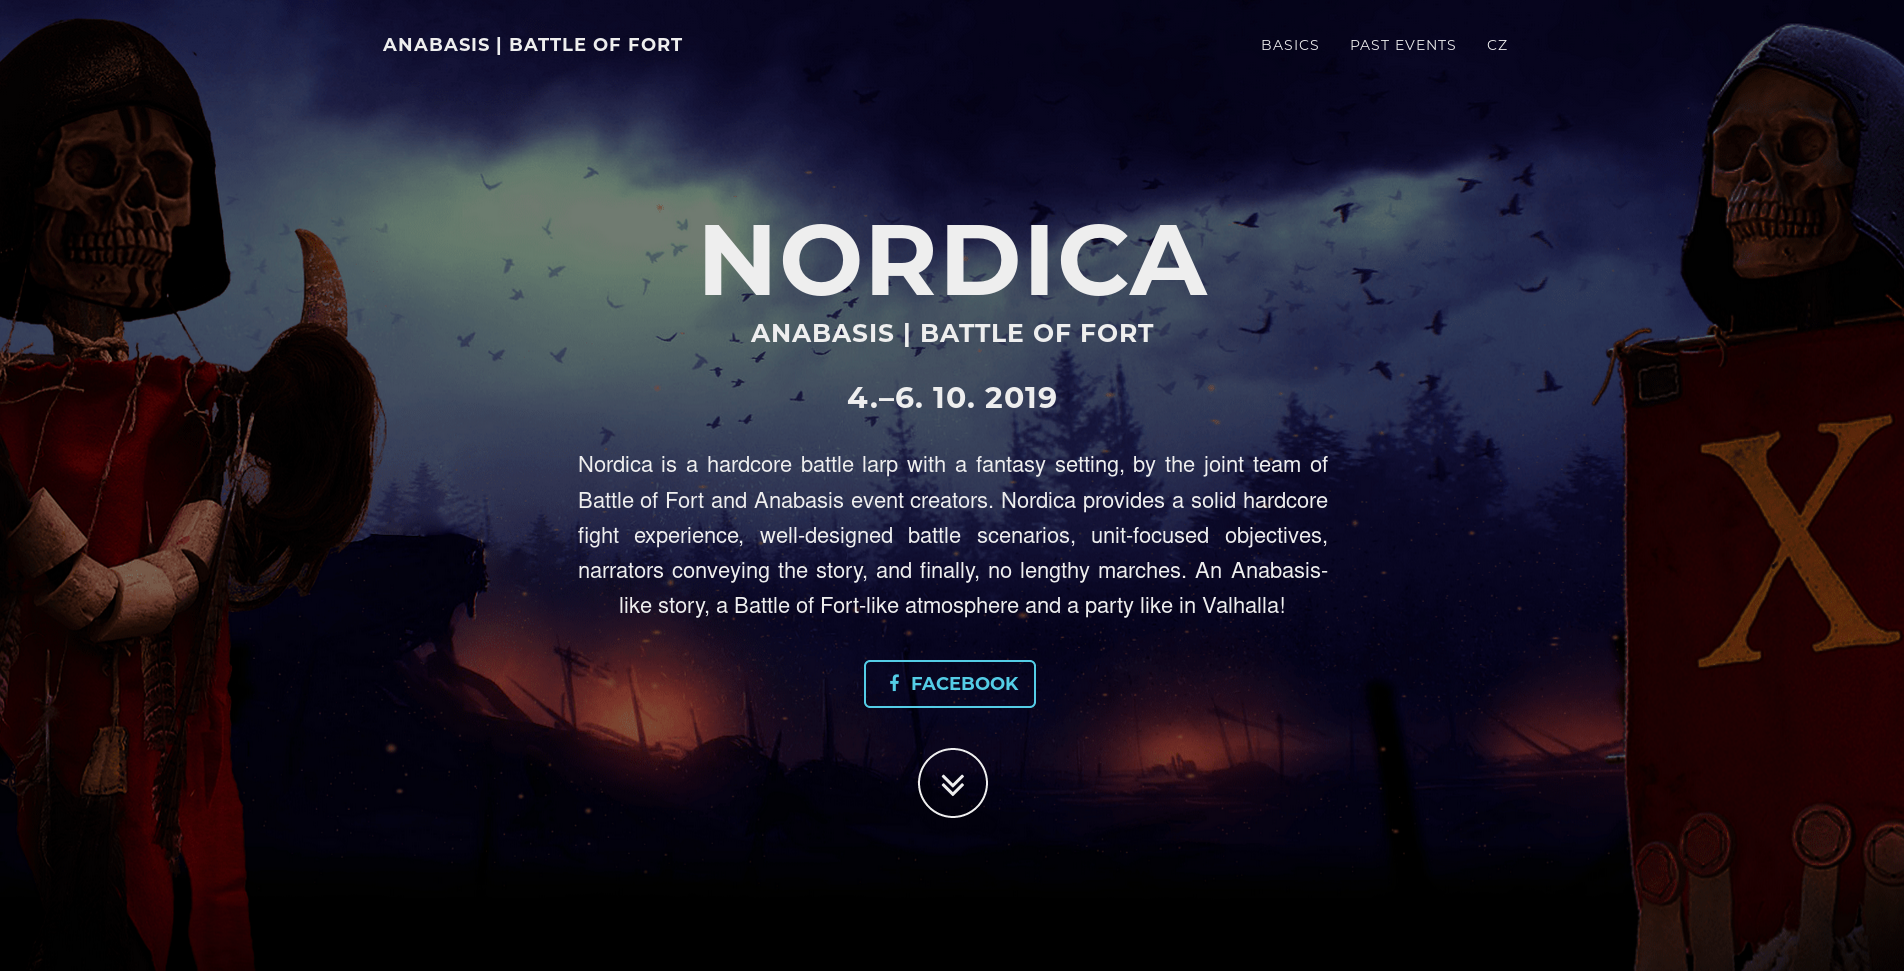 ANABASIS | BATTLE OF FORT
BASICS PAST EVENTS CZ
NORDICA
ANABASIS | BATTLE OF FORT
4.–6. 10. 2019
Nordica is a hardcore battle larp with a fantasy setting, by the joint team of
Battle of Fort and Anabasis event creators. Nordica provides a solid hardcore
fight experience, well-designed battle scenarios, unit-focused objectives,
narrators conveying the story, and finally, no lengthy marches. An Anabasis-
like story, a Battle of Fort-like atmosphere and a party like in Valhalla!
FACEBOOK
X